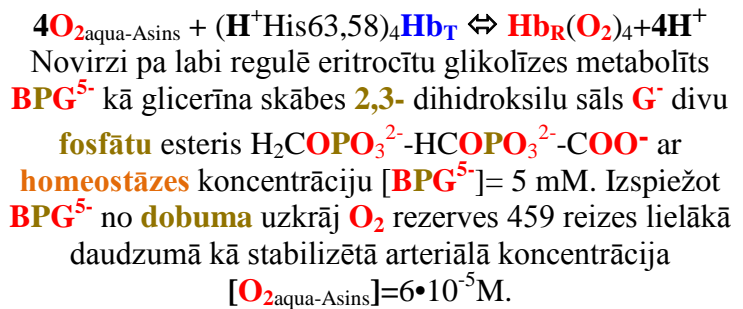 4O₂aqua-Asins + (H⁺His63,58)₄Hb_T ⇔ Hb_R(O₂)₄+4H⁺
Novirzi pa labi regulē eritrocītu glikolīzes metabolīts
BPG⁵⁻ kā glicerīna skābes 2,3- dihidroksilu sāls G⁻ divu
fosfātu esteris H₂COPO₃²⁻-HCOPO₃²⁻-COO⁻ ar
homeostāzes koncentrāciju [BPG⁵⁻]= 5 mM. Izspiežot
BPG⁵⁻ no dobuma uzkrāj O₂ rezerves 459 reizes lielākā
daudzumā kā stabilizētā arteriālā koncentrācija
[O₂aqua-Asins]=6•10⁻⁵M.